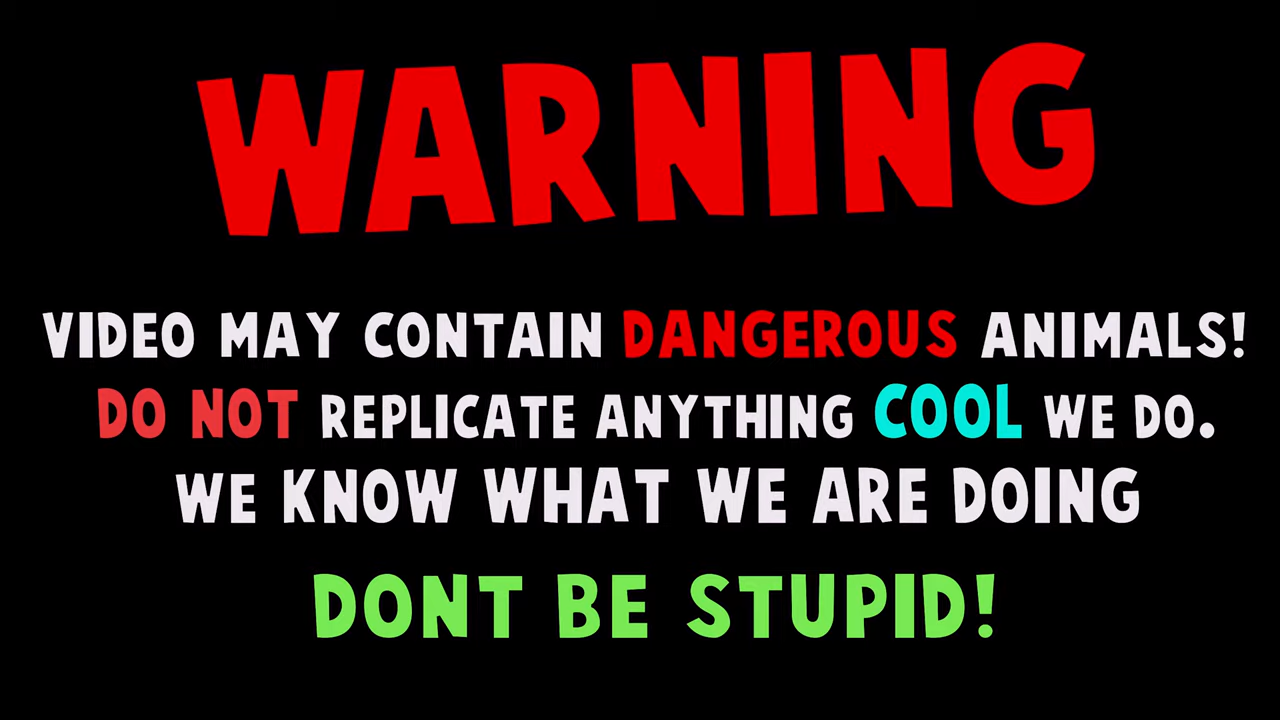 WARNING
VIDEO MAY CONTAIN DANGEROUS ANIMALS!
DO NOT REPLICATE ANYTHING COOL WE DO.
WE KNOW WHAT WE ARE DOING
DONT BE STUPID!